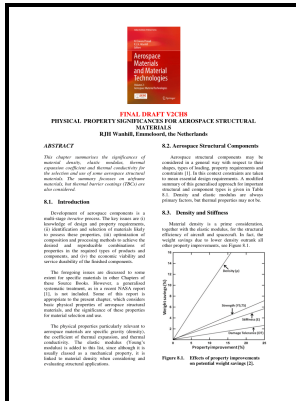 Aerospace
Materials
and Material
Technologies
FINAL DRAFT V2CH8
PHYSICAL PROPERTY SIGNIFICANCES FOR AEROSPACE STRUCTURAL
MATERIALS
RJH Wanhill, Emmeloord, the Netherlands
ABSTRACT
This chapter summarises the significances of
material density, elastic modulus, thermal
expansion coefficient and thermal conductivity for
the selection and use of some aerospace structural
materials. The summary focusses on airframe
materials, but thermal barrier coatings (TBCs) are
also considered.
8.1. Introduction
Development of aerospace components is a
multi-stage iterative process. The key issues are (i)
knowledge of design and property requirements,
(ii) identification and selection of materials likely
to possess these properties, (iii) optimization of
composition and processing methods to achieve the
desired and reproducible combinations of
properties in the required types of products and
components, and (iv) the economic viability and
service durability of the finished components.
The foregoing issues are discussed to some
extent for specific materials in other Chapters of
these Source Books. However, a generalised
systematic treatment, as in a recent NASA report
[1], is not included. Some of this report is
appropriate to the present chapter, which considers
basic physical properties of aerospace structural
materials, and the significance of these properties
for material selection and use.
The physical properties particularly relevant to
aerospace materials are specific gravity (density),
the coefficient of thermal expansion, and thermal
conductivity. The elastic modulus (Young's
modulus) is added to this list, since although it is
usually classed as a mechanical property, it is
linked to material density when considering and
evaluating structural applications.
8.2. Aerospace Structural Components
Aerospace structural components may be
considered in a general way with respect to their
shapes, types of loading, property requirements and
constraints [1]. In this context constraints are taken
to mean essential design requirements. A modified
summary of this generalised approach for important
structural and component types is given in Table
8.1. Density and elastic modulus are always
primary factors, but thermal properties may not be.
8.3. Density and Stiffness
Material density is a prime consideration,
together with the elastic modulus, for the structural
efficiency of aircraft and spacecraft. In fact, the
weight savings due to lower density outrank all
other property improvements, see Figure 8.1.
Weight saving (%)
Density (ρ)
Stiffness (E)
Property improvement (%)
Figure 8.1. Effects of property improvements
on potential weight savings [2].